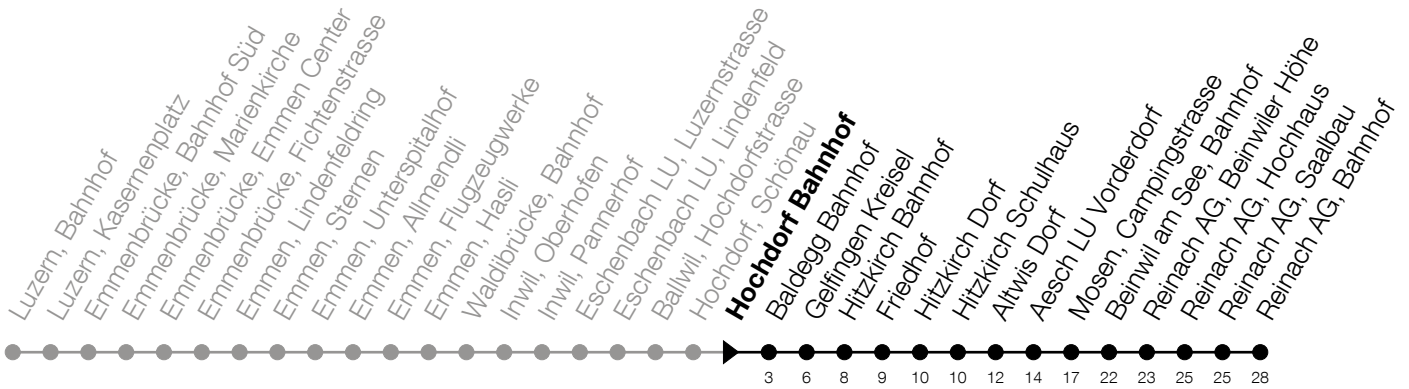 Luzern, Bahnhof
Luzern, Kasernenplatz
Emmenbrücke, Bahnhof Süd
Emmenbrücke, Marienkirche
Emmenbrücke, Emmen Center
Emmenbrücke, Fichtenstrasse
Emmen, Lindenfeldring
Emmen, Sternen
Emmen, Unterspitalhof
Emmen, Allmendli
Emmen, Flugzeugwerke
Emmen, Hasli
Waldibrücke, Bahnhof
Inwil, Oberhofen
Inwil, Pannerhof
Eschenbach LU, Luzernstrasse
Eschenbach LU, Lindenfeld
Ballwil, Hochdorfstrasse
Hochdorf, Schönau
Hochdorf Bahnhof
Baldegg Bahnhof
Gelfingen Kreisel
Hitzkirch Bahnhof
Friedhof
Hitzkirch Dorf
Hitzkirch Schulhaus
Altwis Dorf
Aesch LU Vorderdorf
Mosen, Campingstrasse
Beinwil am See, Bahnhof
Reinach AG, Beinwiler Höhe
Reinach AG, Hochhaus
Reinach AG, Saalbau
Reinach AG, Bahnhof
3 6 8 9 10 10 12 14 17 22 23 25 25 28